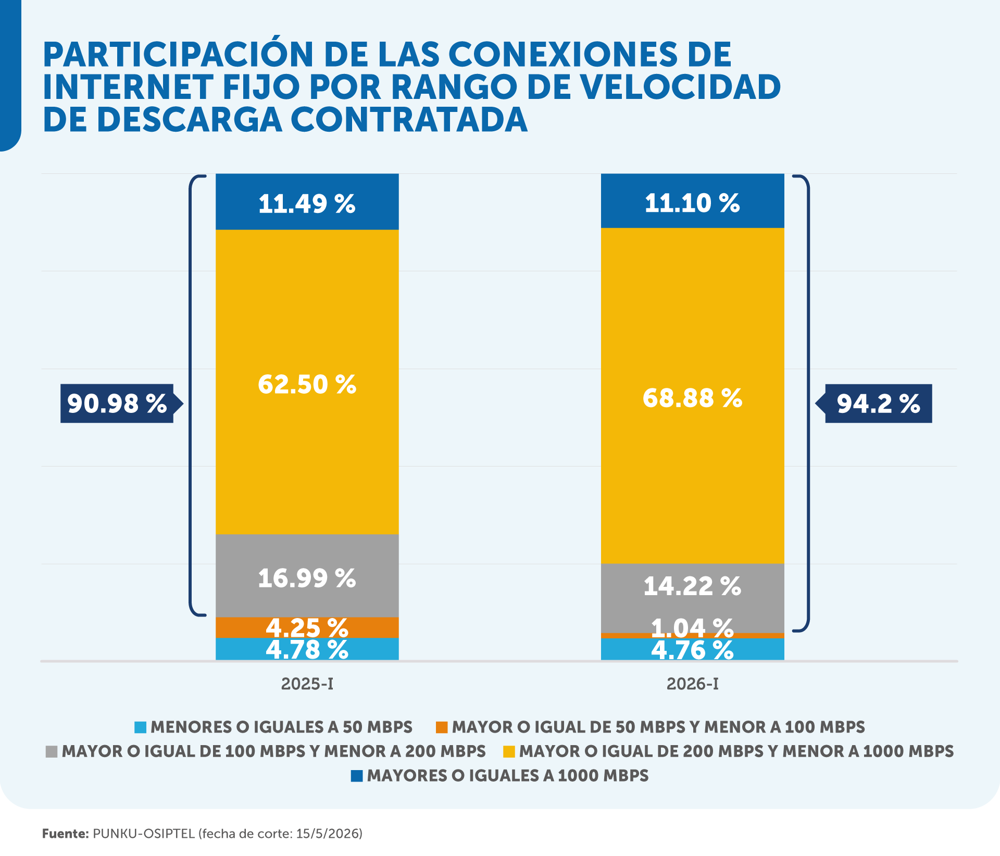 PARTICIPACIÓN DE LAS CONEXIONES DE
INTERNET FIJO POR RANGO DE VELOCIDAD
DE DESCARGA CONTRATADA
11.49 %
11.10 %
62.50 %
68.88 %
90.98 %
94.2 %
16.99 %
14.22 %
4.25 %
1.04 %
4.78 %
4.76 %
2025-I
2026-I
MENORES O IGUALES A 50 MBPS
MAYOR O IGUAL DE 50 MBPS Y MENOR A 100 MBPS
MAYOR O IGUAL DE 100 MBPS Y MENOR A 200 MBPS
MAYOR O IGUAL DE 200 MBPS Y MENOR A 1000 MBPS
MAYORES O IGUALES A 1000 MBPS
Fuente: PUNKU-OSIPTEL (fecha de corte: 15/5/2026)